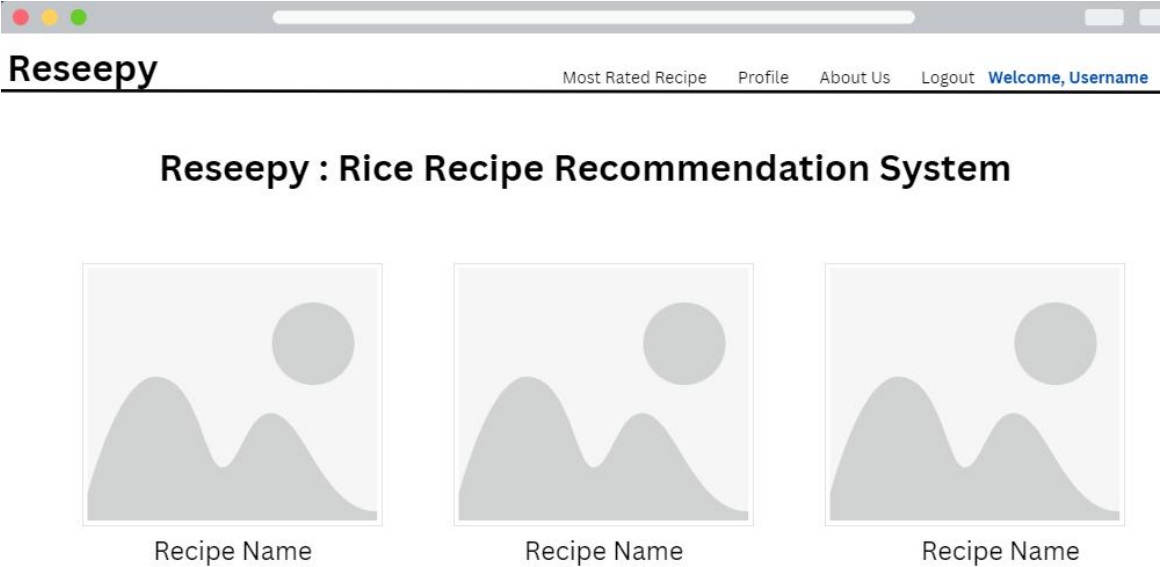 Reseepy
Most Rated Recipe Profile About Us Logout Welcome, Username
Reseepy : Rice Recipe Recommendation System
Recipe Name Recipe Name Recipe Name